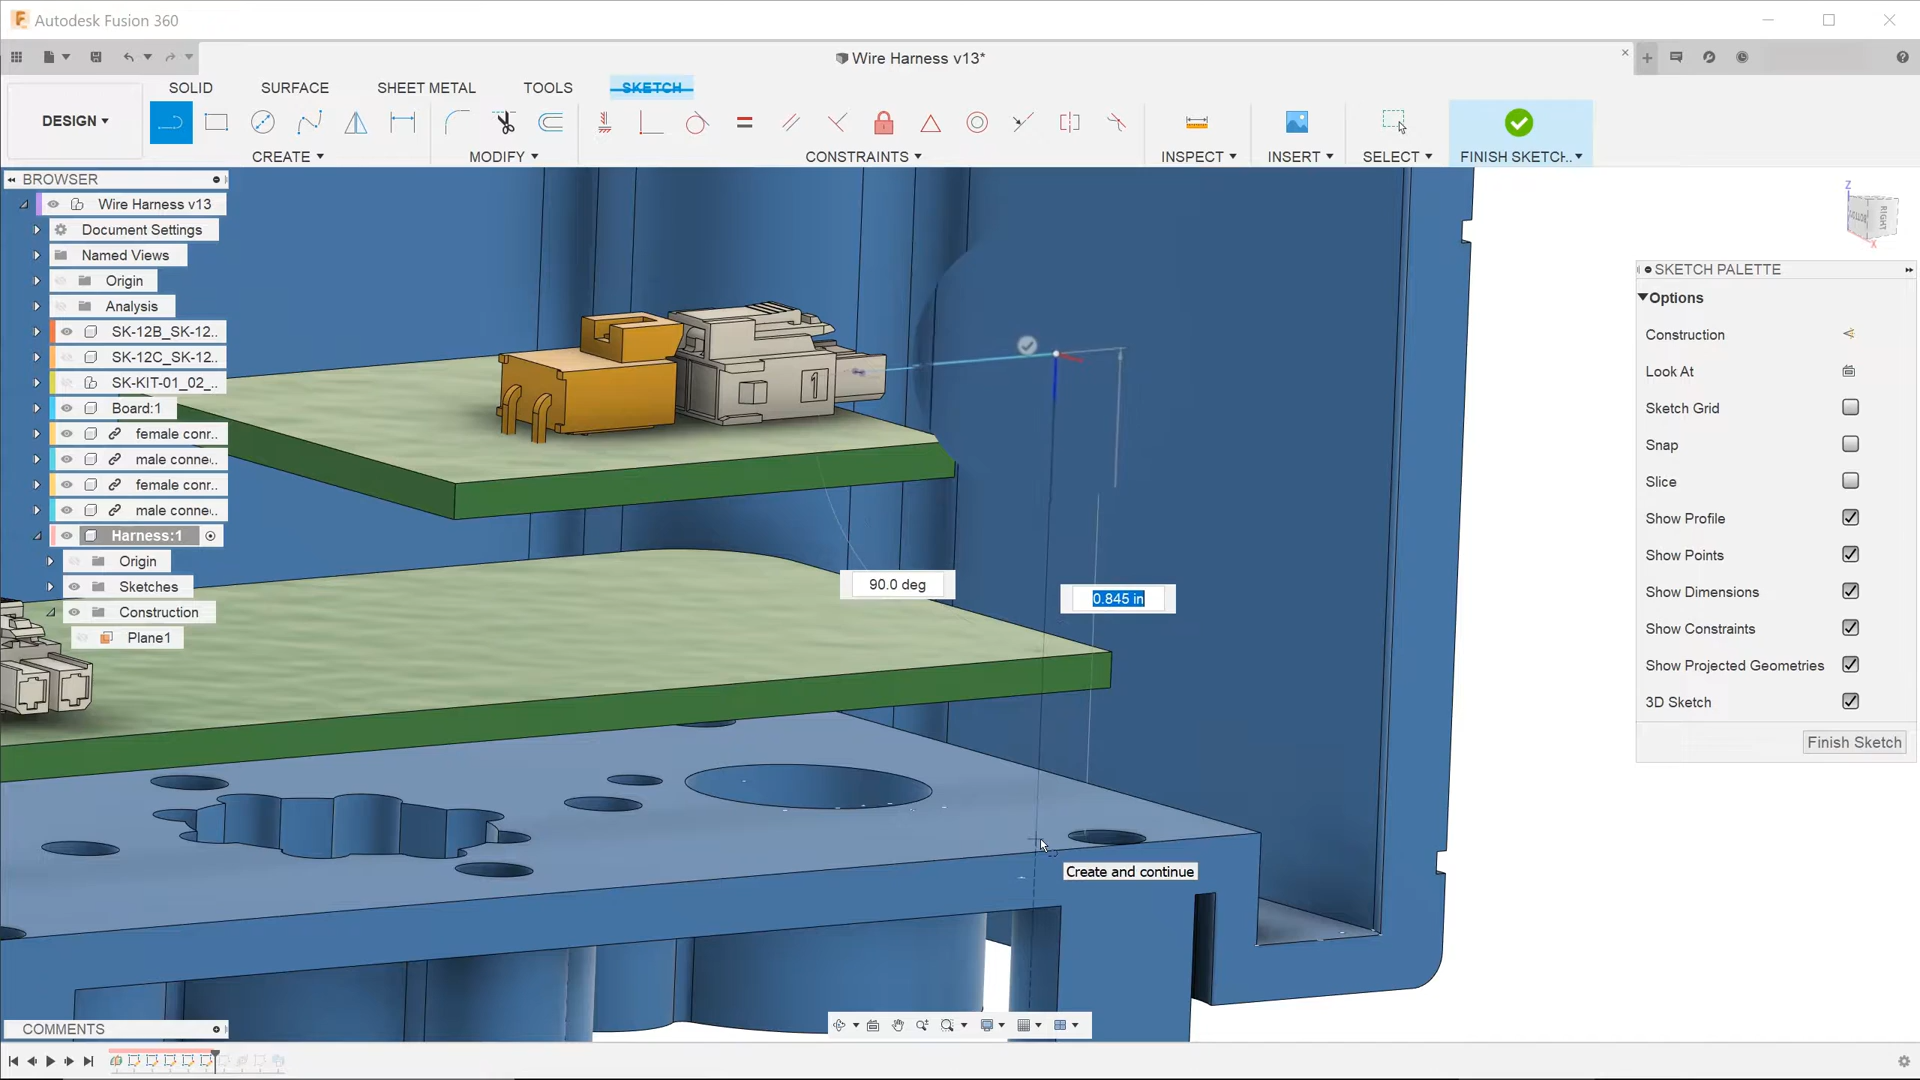 Autodesk Fusion 360
Wire Harness v13*
SOLID
SURFACE
SHEET METAL
TOOLS
SKETCH
DESIGN
CREATE
MODIFY
CONSTRAINTS
INSPECT
INSERT
SELECT
FINISH SKETCH..
BROWSER
Wire Harness v13
Document Settings
Named Views
Origin
Analysis
SK-12B_SK-12..
SK-12C_SK-12..
SK-KIT-01_02_..
Board:1
female conr..
male conne..
female conr..
male conne..
Harness:1
Origin
Sketches
Construction
Plane1
Z
BOTTOM
RIGHT
X
SKETCH PALETTE
Options
Construction
Look At
Sketch Grid
Snap
Slice
Show Profile
Show Points
Show Dimensions
Show Constraints
Show Projected Geometries
3D Sketch
Finish Sketch
1
90.0 deg
0.845 in
Create and continue
COMMENTS